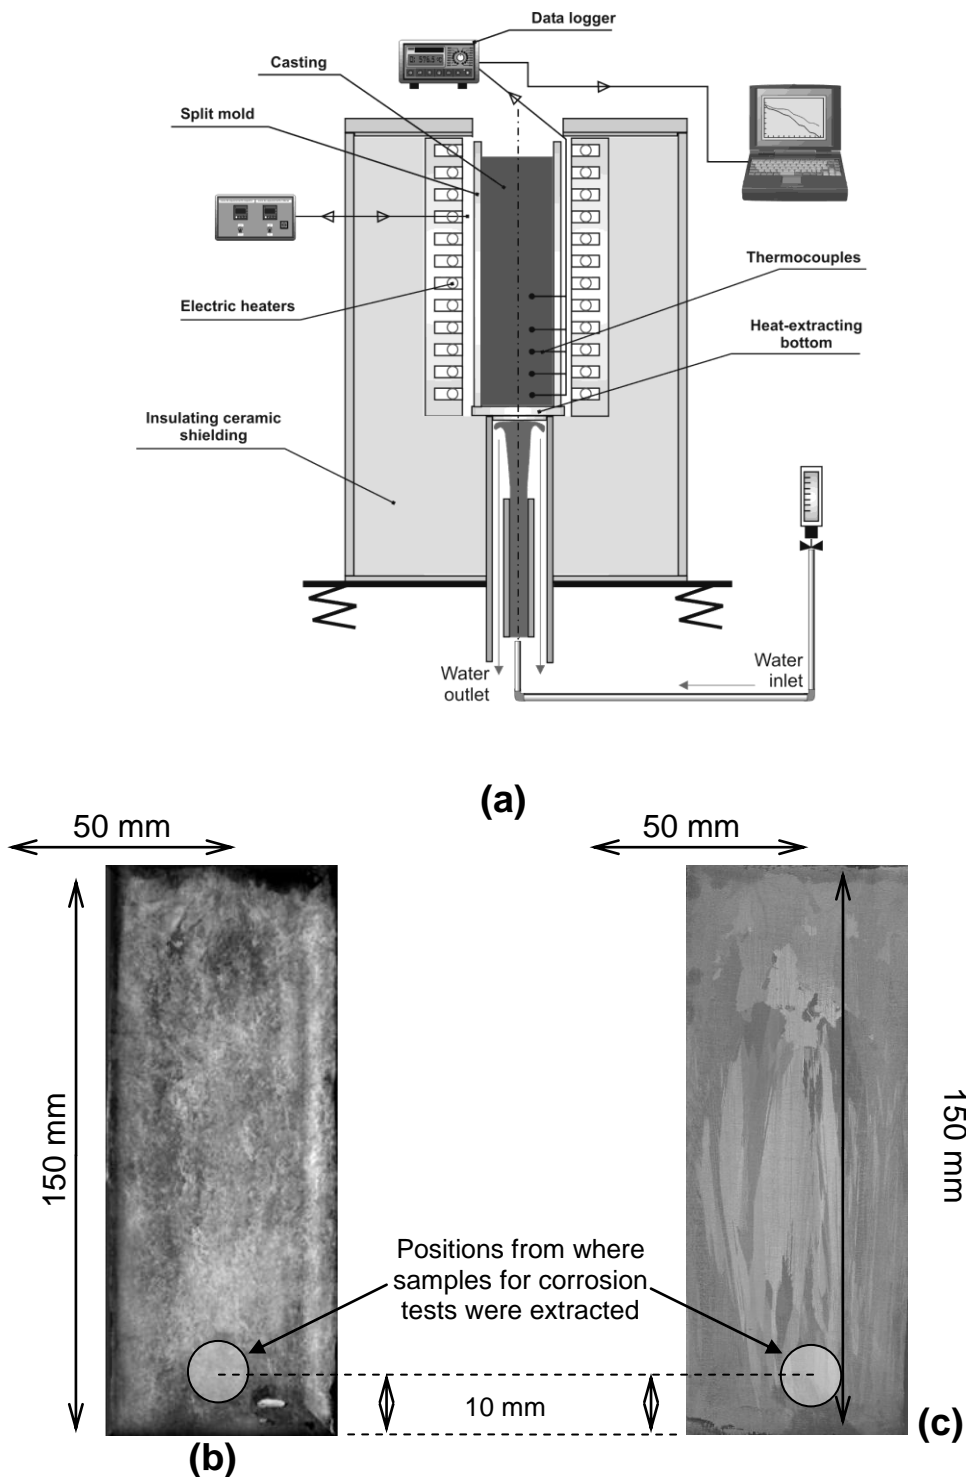 Data logger
Casting
Split mold
Thermocouples
Electric heaters
Heat-extracting
bottom
Insulating ceramic
shielding
Water
outlet
Water
inlet
(a)
50 mm
50 mm
150 mm
150 mm
Positions from where
samples for corrosion
tests were extracted
10 mm
(b)
(c)